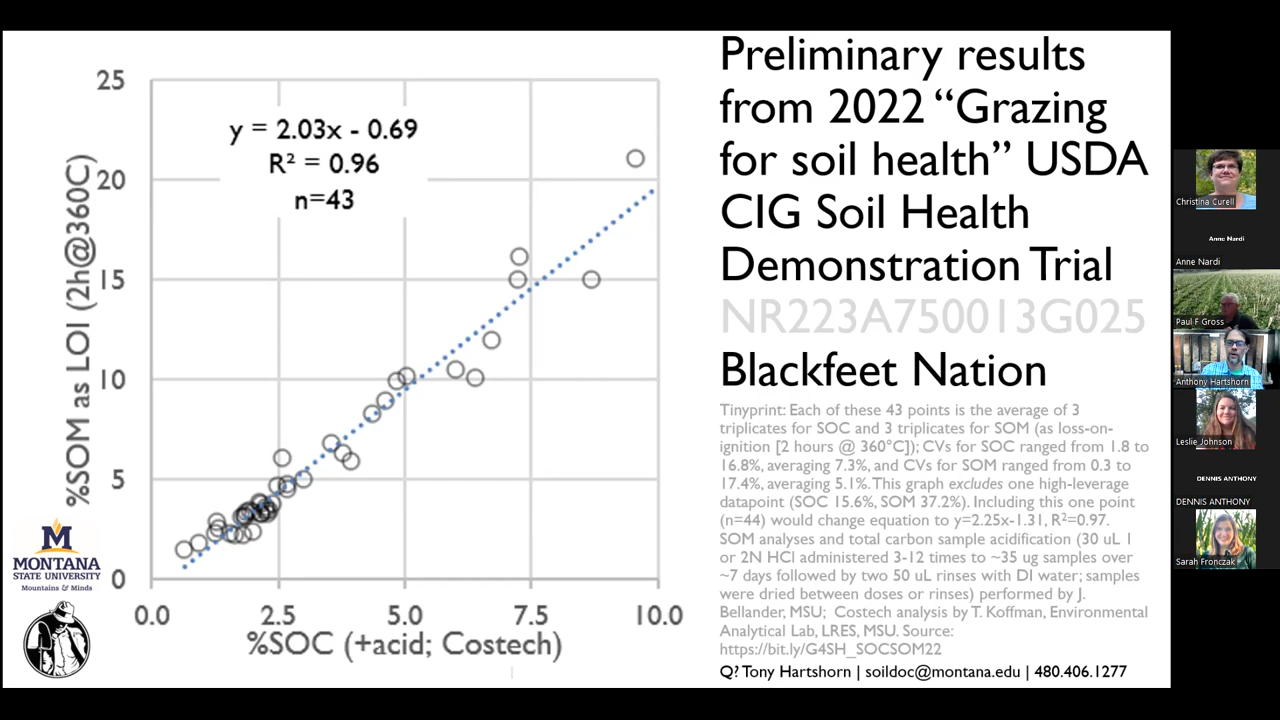 25
20
15
10
5
0
0.0
2.5
5.0
7.5
10.0
%SOM as LOI (2h@360C)
%SOC (+acid; Costech)
y = 2.03x - 0.69
R² = 0.96
n=43
M
MONTANA
STATE UNIVERSITY
Mountains & Minds
Preliminary results
from 2022 “Grazing
for soil health” USDA
CIG Soil Health
Demonstration Trial
NR223A750013G025
Blackfeet Nation
Tinyprint: Each of these 43 points is the average of 3
triplicates for SOC and 3 triplicates for SOM (as loss-on-
ignition [2 hours @ 360°C]); CVs for SOC ranged from 1.8 to
16.8%, averaging 7.3%, and CVs for SOM ranged from 0.3 to
17.4%, averaging 5.1%. This graph excludes one high-leverage
datapoint (SOC 15.6%, SOM 37.2%). Including this one point
(n=44) would change equation to y=2.25x-1.31, R²=0.97.
SOM analyses and total carbon sample acidification (30 uL 1
or 2N HCl administered 3-12 times to ~35 ug samples over
~7 days followed by two 50 uL rinses with DI water; samples
were dried between doses or rinses) performed by J.
Bellander, MSU; Costech analysis by T. Koffman, Environmental
Analytical Lab, LRES, MSU. Source:
https://bit.ly/G4SH_SOCSOM22
Q? Tony Hartshorn | soildoc@montana.edu | 480.406.1277
Christina Curell
Anne Nardi
Anne Nardi
Paul F Gross
Anthony Hartshorn
Leslie Johnson
DENNIS ANTHONY
DENNIS ANTHONY
Sarah Fronczak